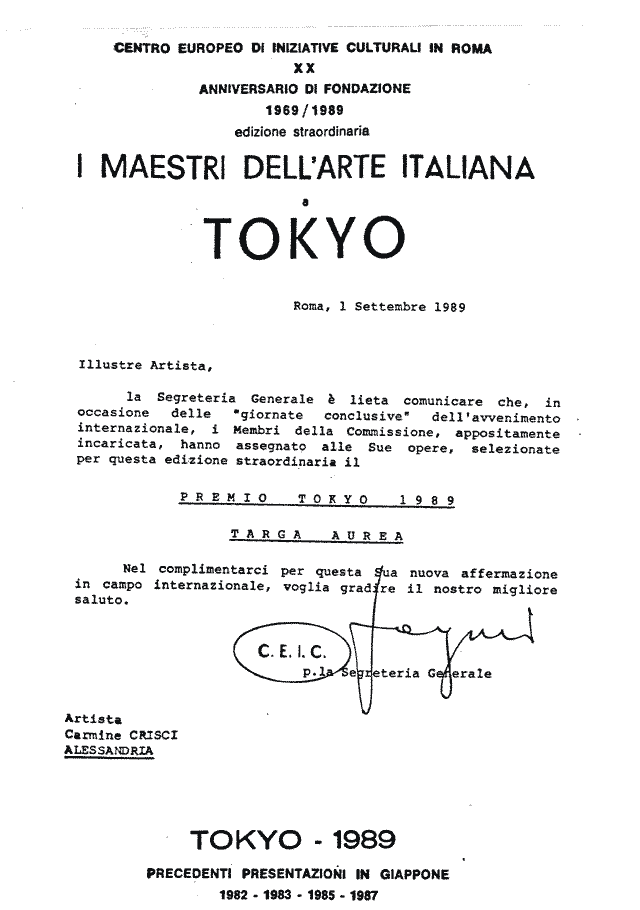 CENTRO EUROPEO DI INIZIATIVE CULTURALI IN ROMA
XX
ANNIVERSARIO DI FONDAZIONE
1969/1989
edizione straordinaria
I MAESTRI DELL'ARTE ITALIANA
a
TOKYO
Roma, 1 Settembre 1989
Illustre Artista,
la Segreteria Generale è lieta comunicare che, in
occasione delle "giornate conclusive" dell'avvenimento
internazionale, i Membri della Commissione, appositamente
incaricata, hanno assegnato alle Sue opere, selezionate
per questa edizione straordinaria il
PREMIO TOKYO 1989
TARGA AUREA
Nel complimentarci per questa Sua nuova affermazione
in campo internazionale, voglia gradire il nostro migliore
saluto.
C.E.I.C.
p.la Segreteria Generale
Artista
Carmine CRISCI
ALESSANDRIA
TOKYO - 1989
PRECEDENTI PRESENTAZIONI IN GIAPPONE
1982 - 1983 - 1985 - 1987